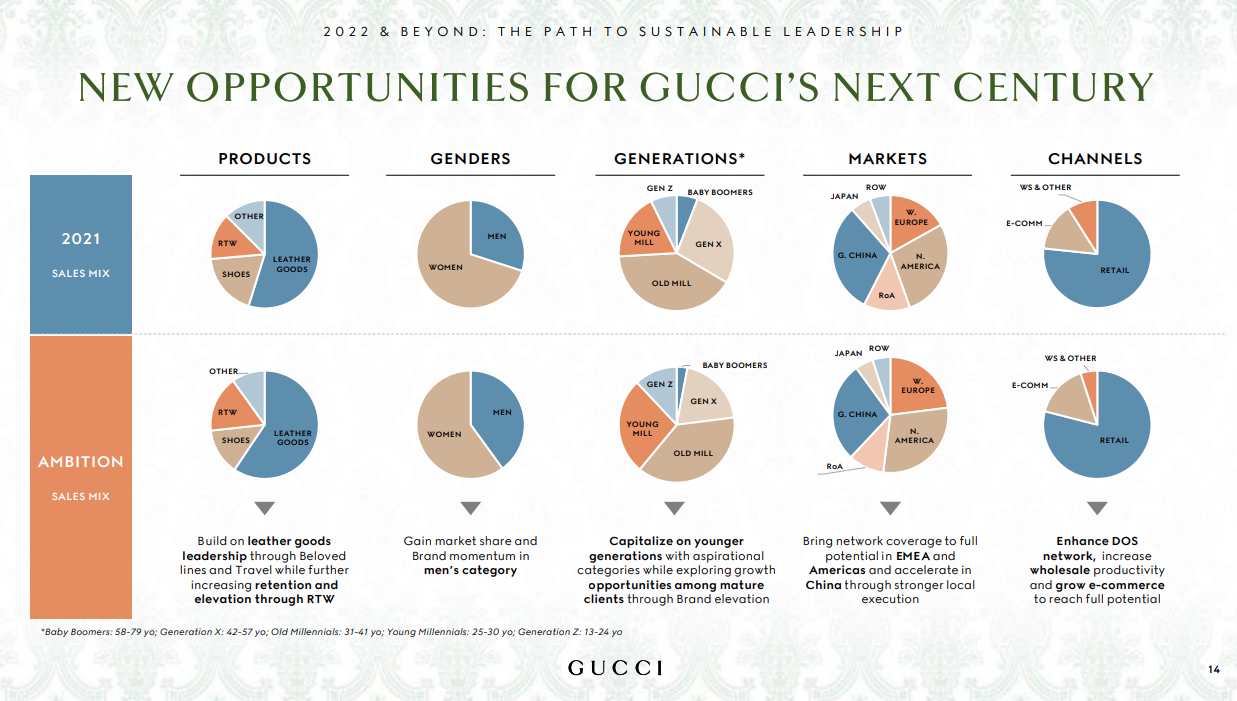 2022 & BEYOND: THE PATH TO SUSTAINABLE LEADERSHIP
NEW OPPORTUNITIES FOR GUCCI'S NEXT CENTURY
PRODUCTS
GENDERS
GENERATIONS*
MARKETS
CHANNELS
2021
SALES MIX
OTHER
RTW
SHOES
LEATHER
GOODS
MEN
WOMEN
GEN Z
BABY BOOMERS
YOUNG
MILL
GEN X
OLD MILL
ROW
JAPAN
W.
EUROPE
G. CHINA
N.
AMERICA
RoA
WS & OTHER
E-COMM
RETAIL
AMBITION
SALES MIX
OTHER
RTW
SHOES
LEATHER
GOODS
MEN
WOMEN
BABY BOOMERS
GEN Z
GEN X
YOUNG
MILL
OLD MILL
ROW
JAPAN
W.
EUROPE
G. CHINA
N.
AMERICA
RoA
WS & OTHER
E-COMM
RETAIL
Build on leather goods
leadership through Beloved
lines and Travel while further
increasing retention and
elevation through RTW
Gain market share and
Brand momentum in
men's category
Capitalize on younger
generations with aspirational
categories while exploring growth
opportunities among mature
clients through Brand elevation
Bring network coverage to full
potential in EMEA and
Americas and accelerate in
China through stronger local
execution
Enhance DOS
network, increase
wholesale productivity
and grow e-commerce
to reach full potential
*Baby Boomers: 58-79 yo; Generation X: 42-57 yo; Old Millennials: 31-41 yo; Young Millennials: 25-30 yo; Generation Z: 13-24 yo
GUCCI
14